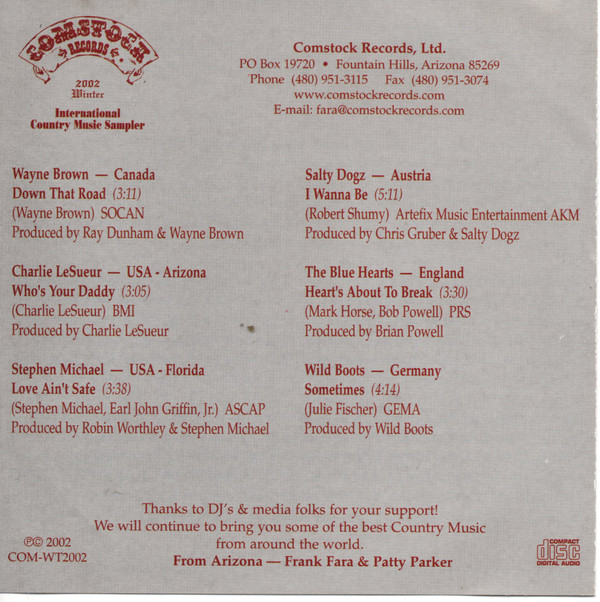 COMSTOCK
RECORDS
2002
Winter
International
Country Music Sampler
Comstock Records, Ltd.
PO Box 19720 • Fountain Hills, Arizona 85269
Phone (480) 951-3115 Fax (480) 951-3074
www.comstockrecords.com
E-mail: fara@comstockrecords.com
Wayne Brown — Canada
Down That Road (3:11)
(Wayne Brown) SOCAN
Produced by Ray Dunham & Wayne Brown
Charlie LeSueur — USA - Arizona
Who's Your Daddy (3:05)
(Charlie LeSueur) BMI
Produced by Charlie LeSueur
Stephen Michael — USA - Florida
Love Ain't Safe (3:38)
(Stephen Michael, Earl John Griffin, Jr.) ASCAP
Produced by Robin Worthley & Stephen Michael
Salty Dogz — Austria
I Wanna Be (5:11)
(Robert Shumy) Artefix Music Entertainment AKM
Produced by Chris Gruber & Salty Dogz
The Blue Hearts — England
Heart's About To Break (3:30)
(Mark Horse, Bob Powell) PRS
Produced by Brian Powell
Wild Boots — Germany
Sometimes (4:14)
(Julie Fischer) GEMA
Produced by Wild Boots
Thanks to DJ's & media folks for your support!
We will continue to bring you some of the best Country Music
from around the world.
From Arizona — Frank Fara & Patty Parker
℗© 2002
COM-WT2002
COMPACT
disc
DIGITAL AUDIO